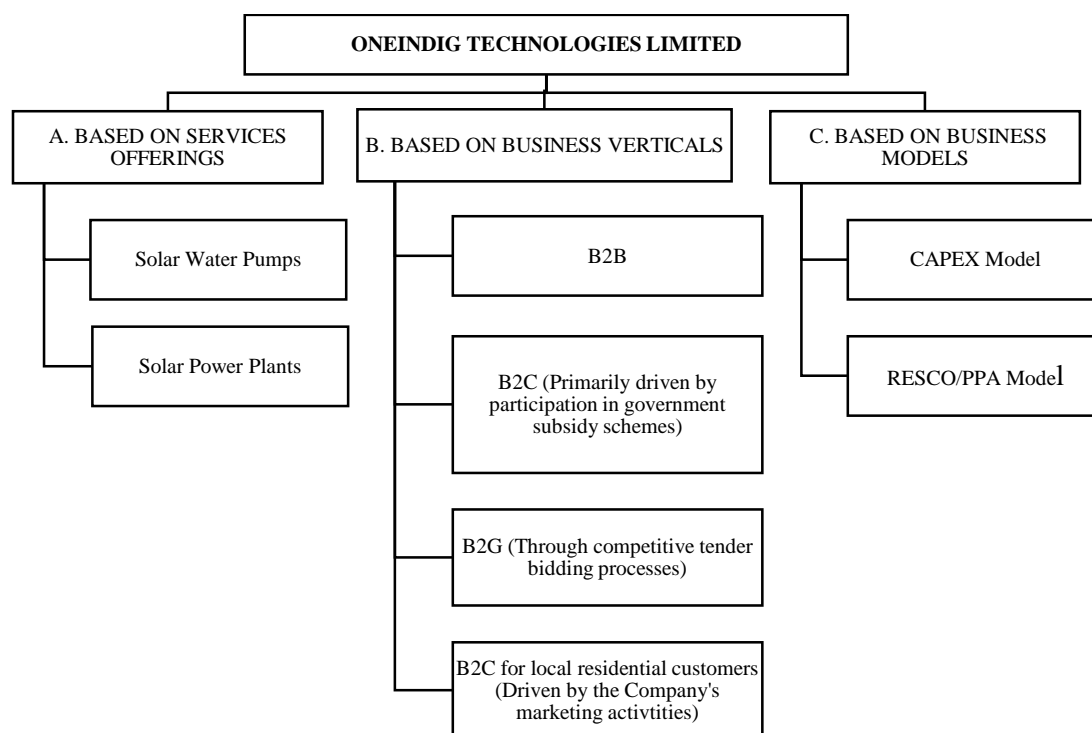 ONEINDIG TECHNOLOGIES LIMITED
A. BASED ON SERVICES
OFFERINGS
Solar Water Pumps
Solar Power Plants
B. BASED ON BUSINESS VERTICALS
B2B
B2C (Primarily driven by
participation in government
subsidy schemes)
B2G (Through competitive tender
bidding processes)
B2C for local residential customers
(Driven by the Company's
marketing activtities)
C. BASED ON BUSINESS
MODELS
CAPEX Model
RESCO/PPA Model